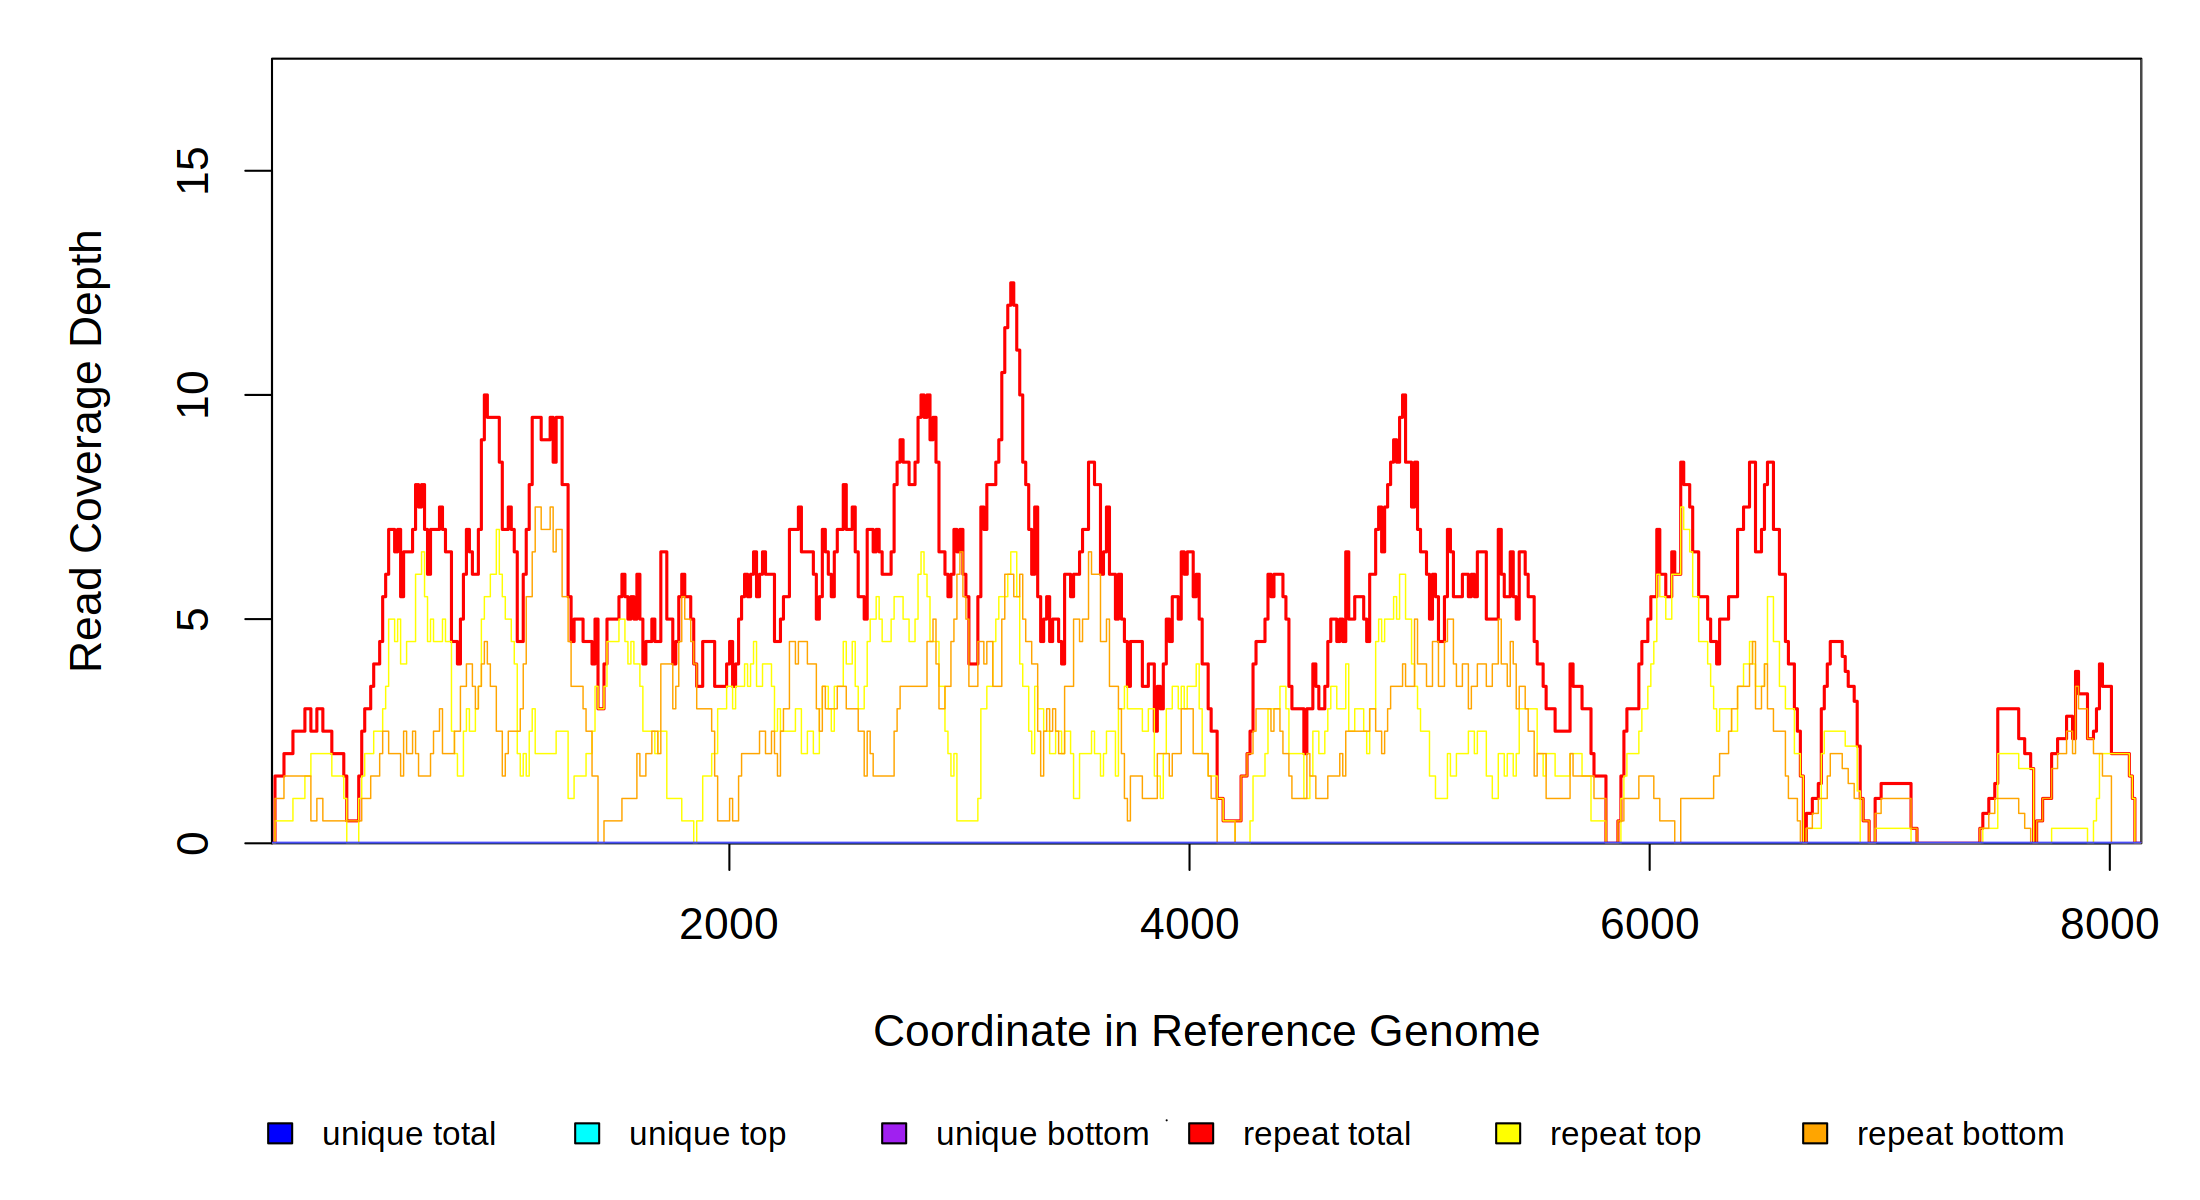 Read Coverage Depth
15
10
5
0
2000 4000 6000 8000
Coordinate in Reference Genome
unique total unique top unique bottom repeat total repeat top repeat bottom